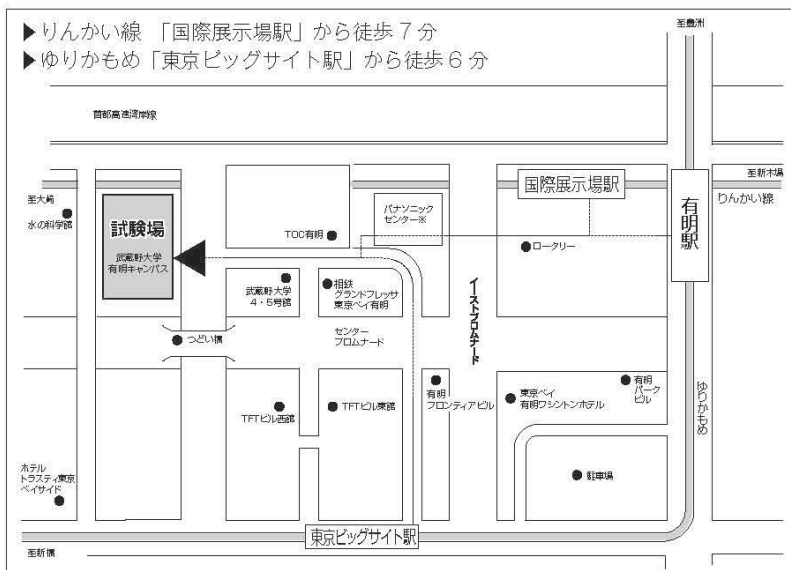 ▶りんかい線 「国際展示場駅」から徒歩7分
▶ゆりかもめ「東京ビッグサイト駅」から徒歩6分
至豊洲
首都高速湾岸線
至大崎
水の科学館
試験場
武蔵野大学
有明キャンパス
TOC有明
パナソニック
センター※
国際展示場駅
有明駅
至新木場
りんかい線
ロータリー
武蔵野大学
4・5号館
相鉄
グランドフレッサ
東京ベイ有明
イーストプロムナード
つどい橋
センター
プロムナード
TFTビル西館
TFTビル東館
有明
フロンティアビル
東京ベイ
有明ワシントンホテル
有明
パーク
ビル
ゆりかもめ
ホテル
トラスティ東京
ベイサイド
駐車場
東京ビッグサイト駅
至新橋